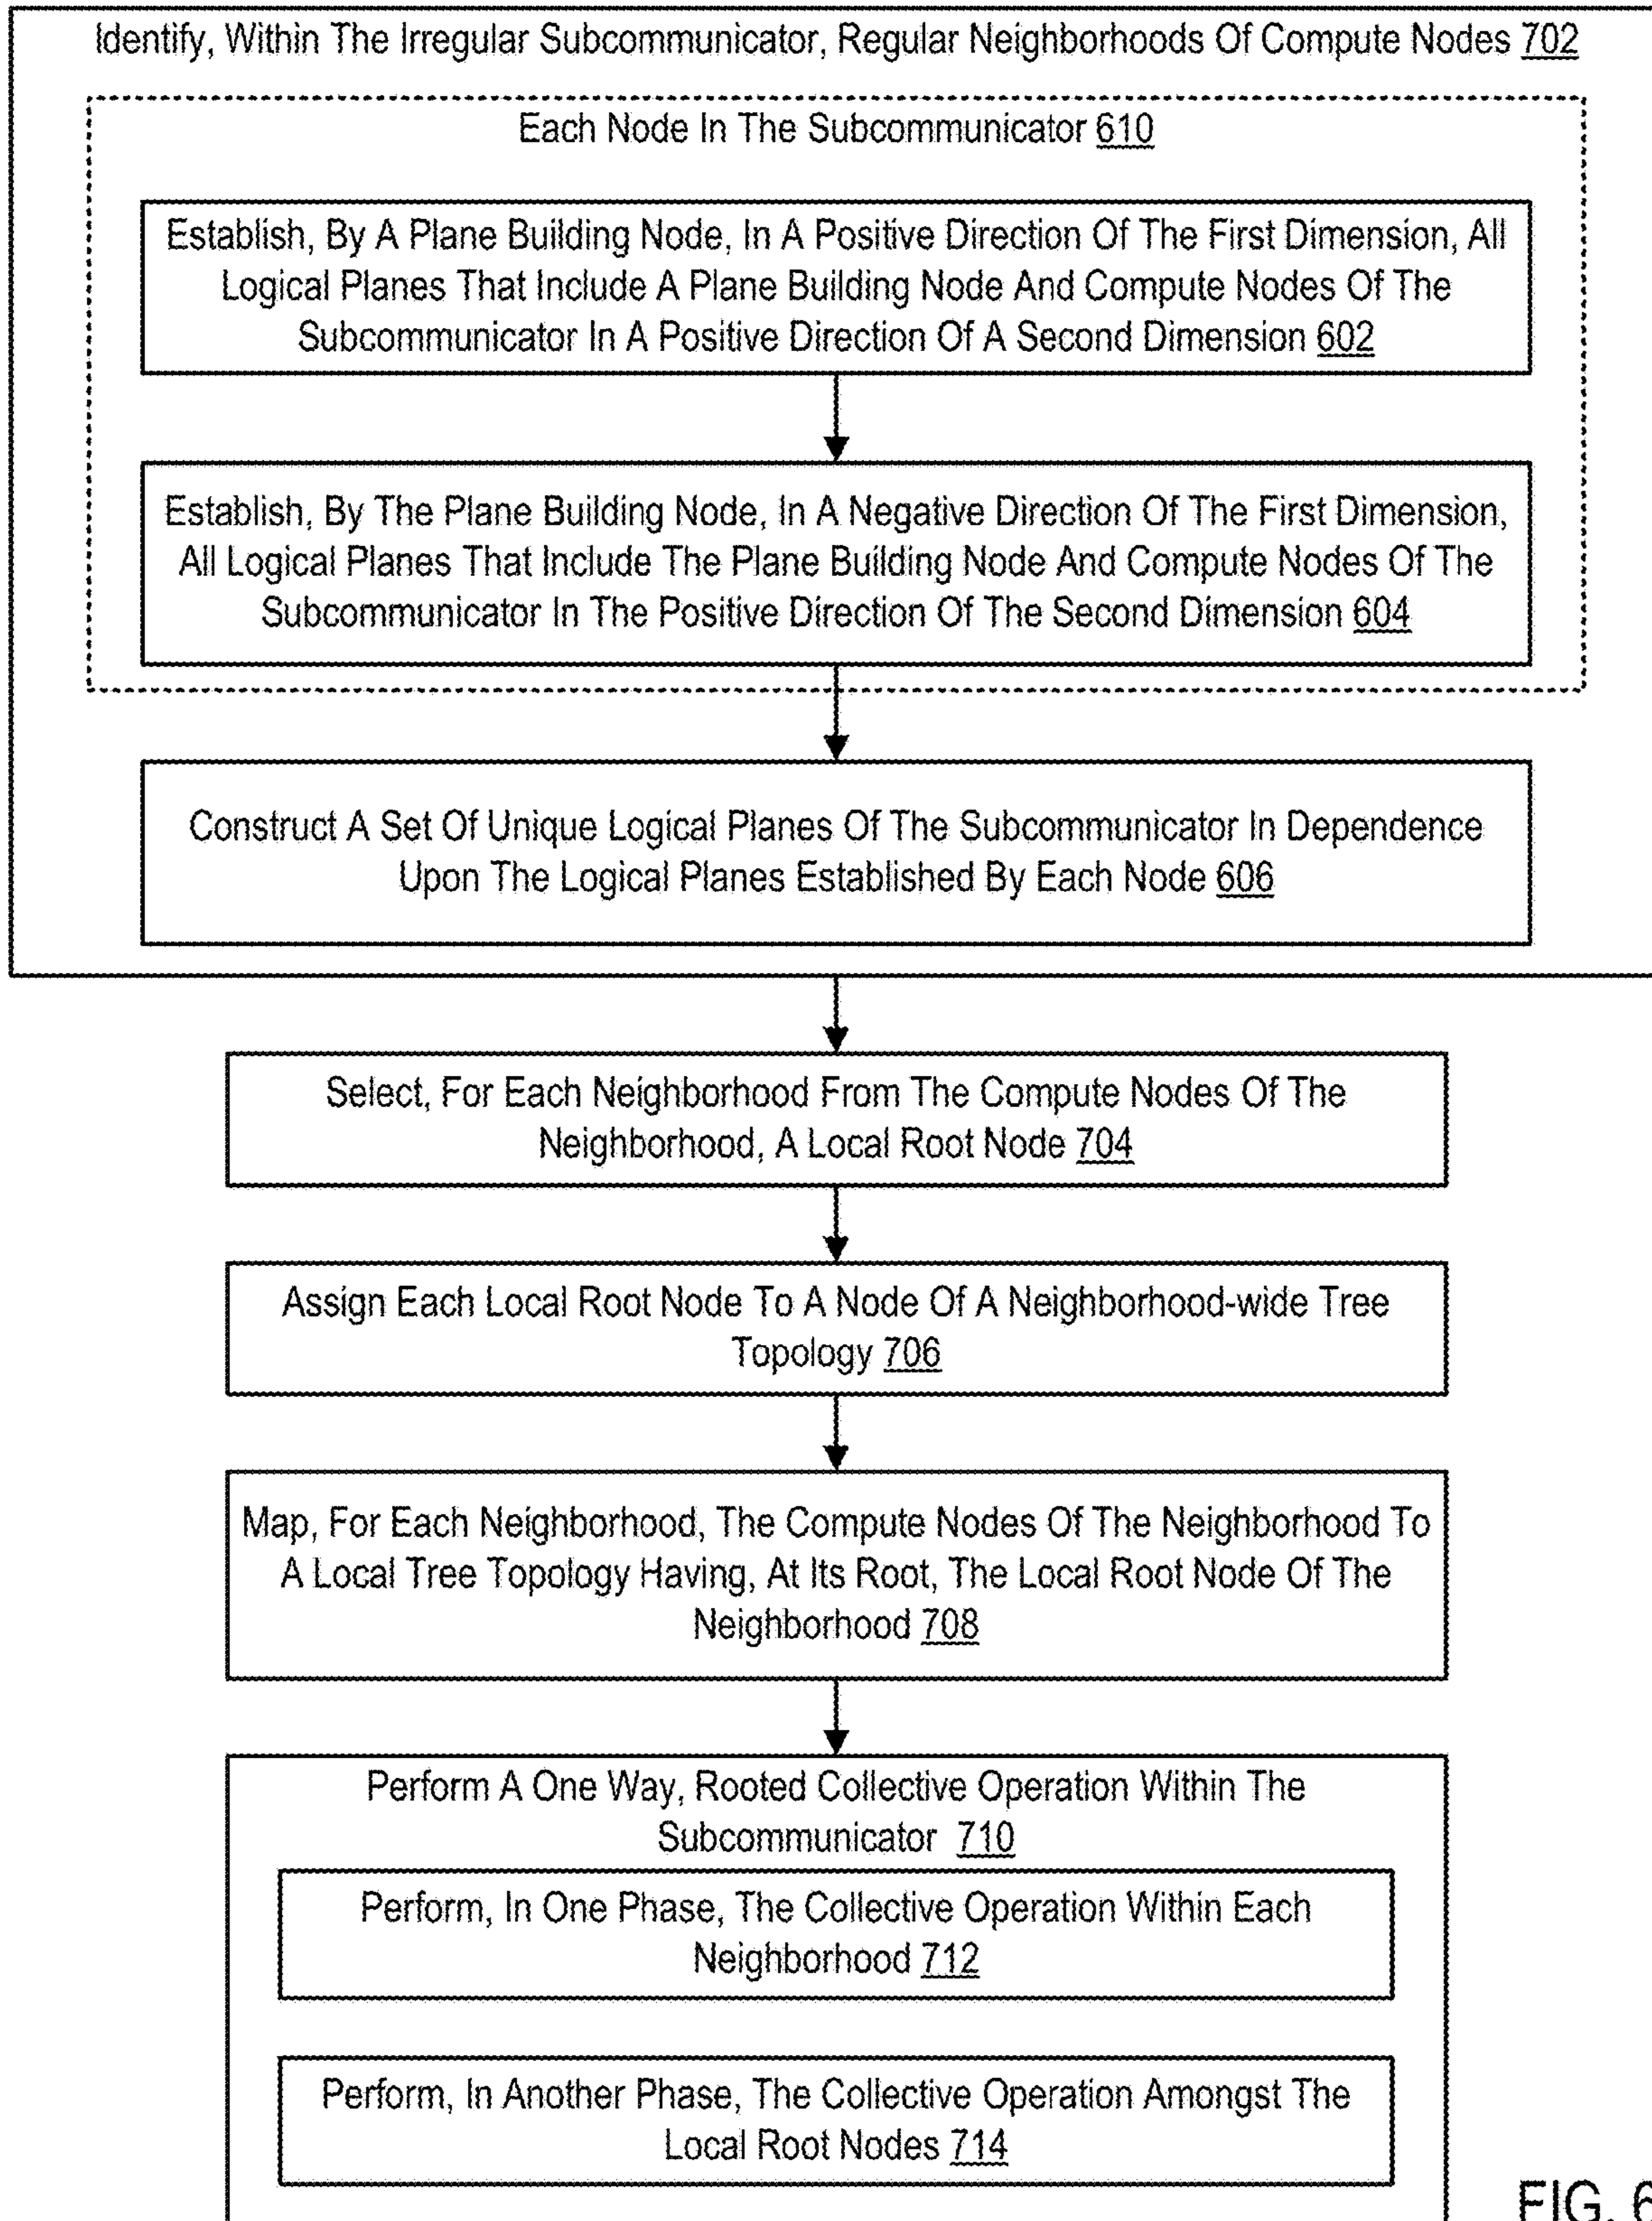 Identify, Within The Irregular Subcommunicator, Regular Neighborhoods Of Compute Nodes 702
Each Node In The Subcommunicator 610
Establish, By A Plane Building Node, In A Positive Direction Of The First Dimension, All
Logical Planes That Include A Plane Building Node And Compute Nodes Of The
Subcommunicator In A Positive Direction Of A Second Dimension 602
Establish, By The Plane Building Node, In A Negative Direction Of The First Dimension,
All Logical Planes That Include The Plane Building Node And Compute Nodes Of The
Subcommunicator In The Positive Direction Of The Second Dimension 604
Construct A Set Of Unique Logical Planes Of The Subcommunicator In Dependence
Upon The Logical Planes Established By Each Node 606
Select, For Each Neighborhood From The Compute Nodes Of The
Neighborhood, A Local Root Node 704
Assign Each Local Root Node To A Node Of A Neighborhood-wide Tree
Topology 706
Map, For Each Neighborhood, The Compute Nodes Of The Neighborhood To
A Local Tree Topology Having, At Its Root, The Local Root Node Of The
Neighborhood 708
Perform A One Way, Rooted Collective Operation Within The
Subcommunicator 710
Perform, In One Phase, The Collective Operation Within Each
Neighborhood 712
Perform, In Another Phase, The Collective Operation Amongst The
Local Root Nodes 714
FIG. 6